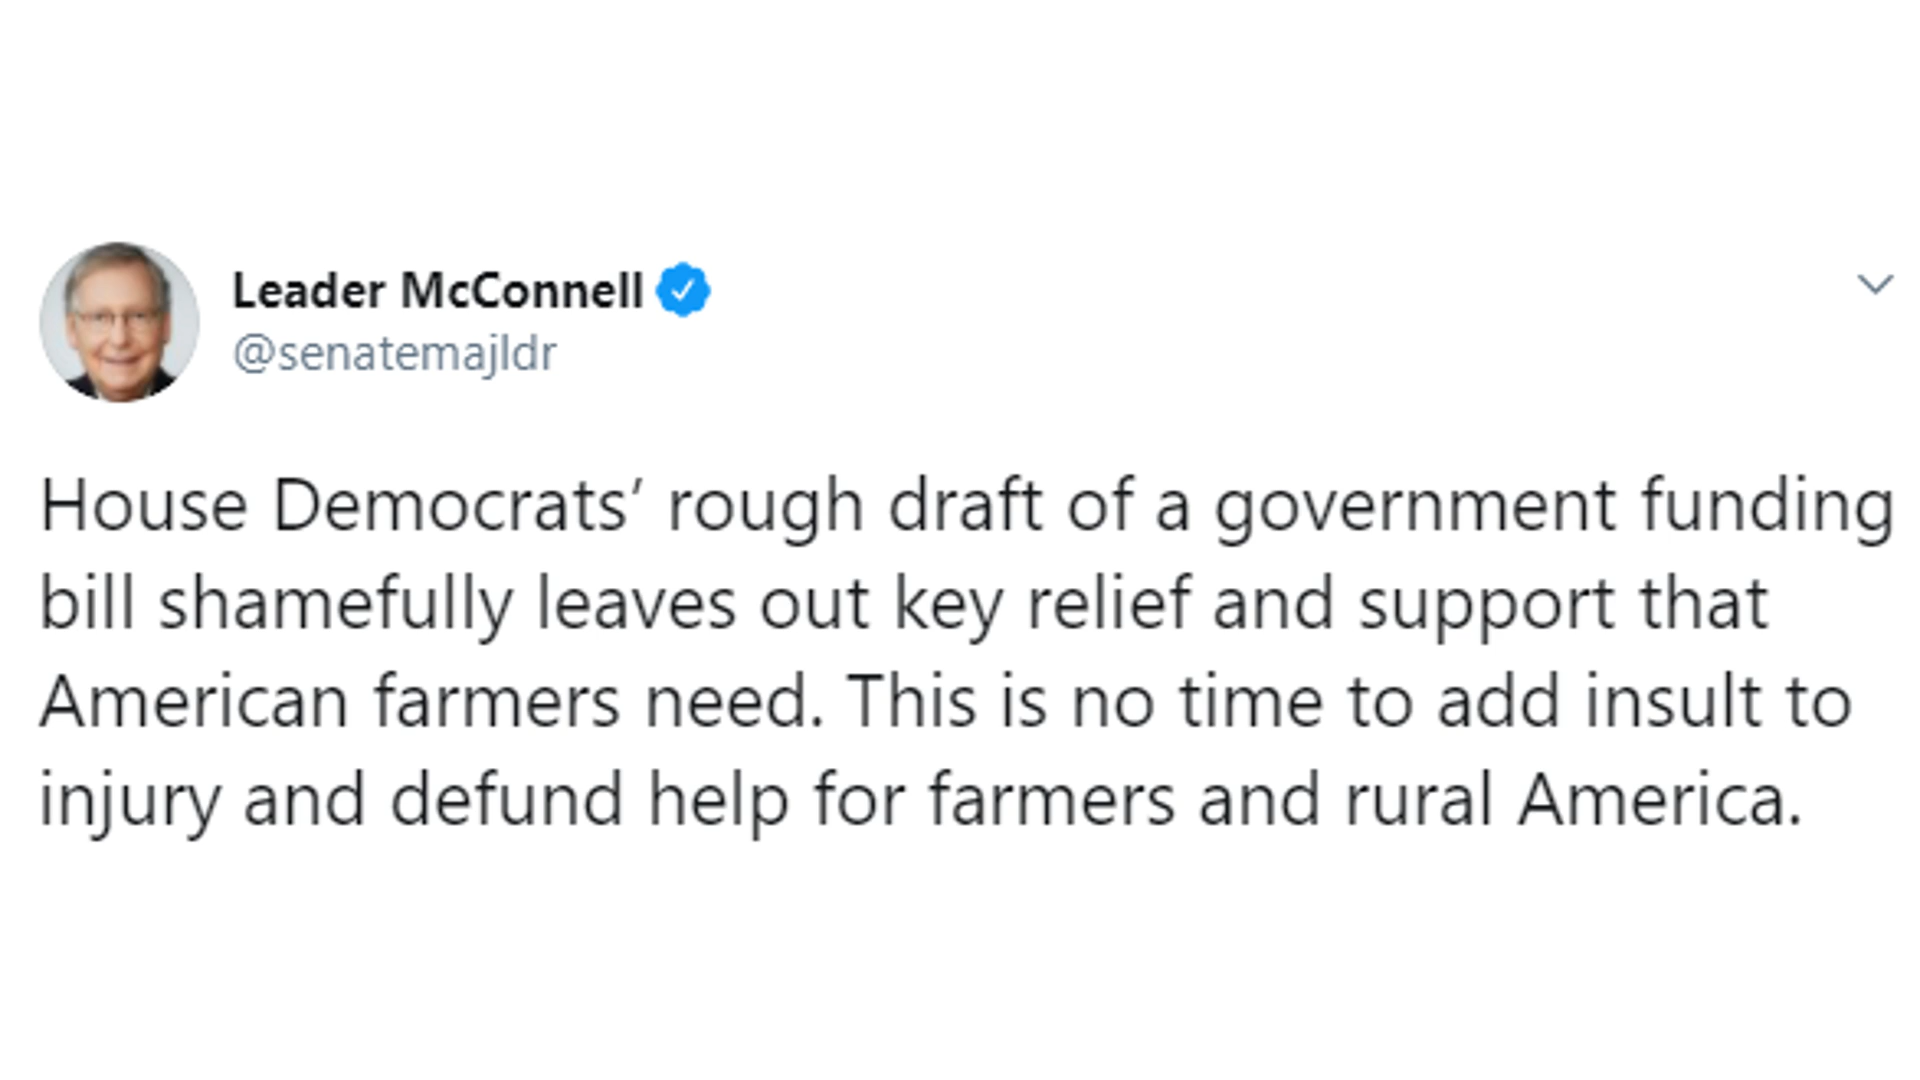 Leader McConnell
@senatemajldr
House Democrats’ rough draft of a government funding
bill shamefully leaves out key relief and support that
American farmers need. This is no time to add insult to
injury and defund help for farmers and rural America.